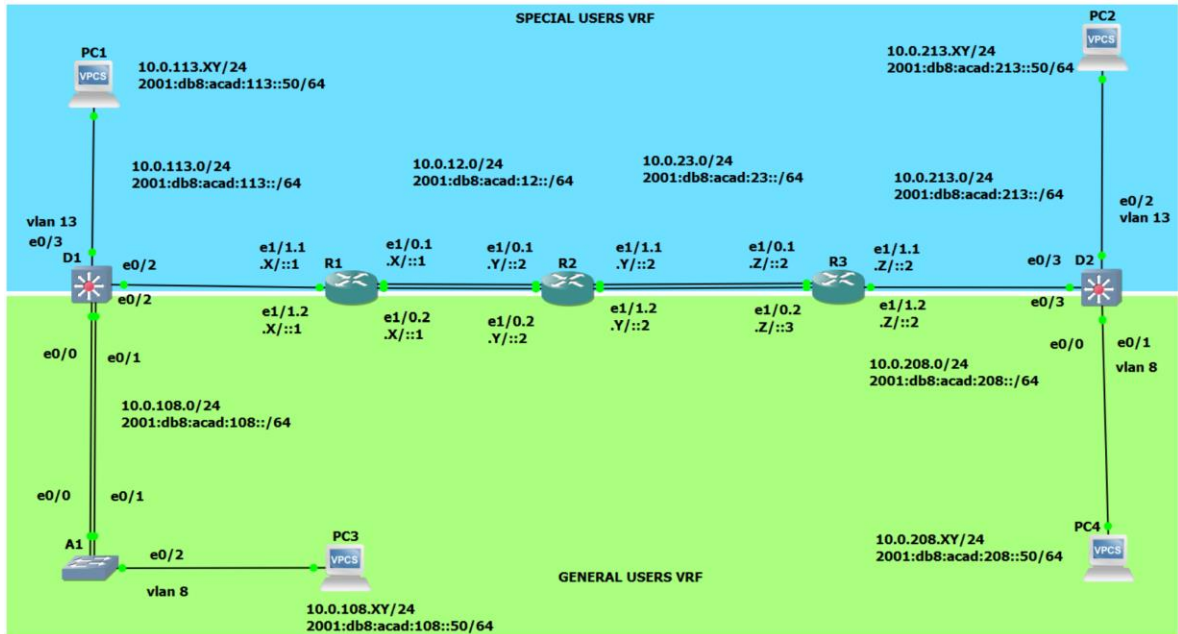 SPECIAL USERS VRF
PC1
VPCS
10.0.113.XY/24
2001:db8:acad:113::50/64
PC2
VPCS
10.0.213.XY/24
2001:db8:acad:213::50/64
10.0.113.0/24
2001:db8:acad:113::/64
10.0.12.0/24
2001:db8:acad:12::/64
10.0.23.0/24
2001:db8:acad:23::/64
10.0.213.0/24
2001:db8:acad:213::/64
vlan 13
e0/3
D1
e0/2
e0/2
e1/1.1
.X/::1
R1
e1/0.1
.X/::1
e1/0.1
.Y/::2
R2
e1/1.1
.Y/::2
e1/0.1
.Z/::2
R3
e1/1.1
.Z/::2
e0/2
vlan 13
e0/3
D2
e0/3
e1/1.2
.X/::1
e1/0.2
.X/::1
e1/0.2
.Y/::2
e1/1.2
.Y/::2
e1/0.2
.Z/::3
e1/1.2
.Z/::2
e0/0
e0/1
vlan 8
e0/0
e0/1
10.0.208.0/24
2001:db8:acad:208::/64
10.0.108.0/24
2001:db8:acad:108::/64
e0/0
e0/1
A1
e0/2
vlan 8
PC3
VPCS
10.0.108.XY/24
2001:db8:acad:108::50/64
PC4
VPCS
10.0.208.XY/24
2001:db8:acad:208::50/64
GENERAL USERS VRF